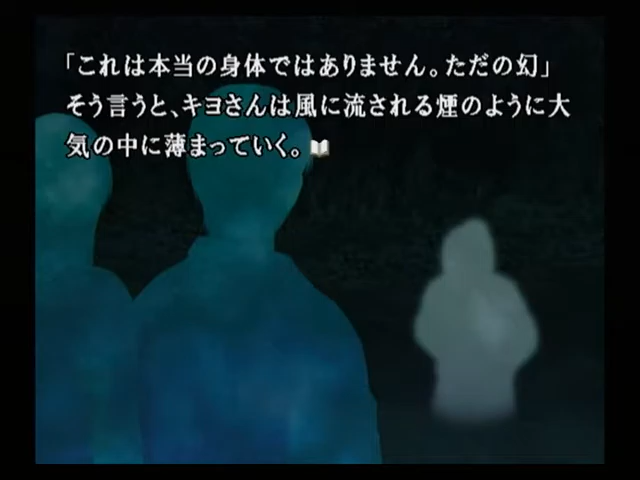 「これは本当の身体ではありません。ただの幻」
そう言うと、キヨさんは風に流される煙のように大
気の中に薄まっていく。